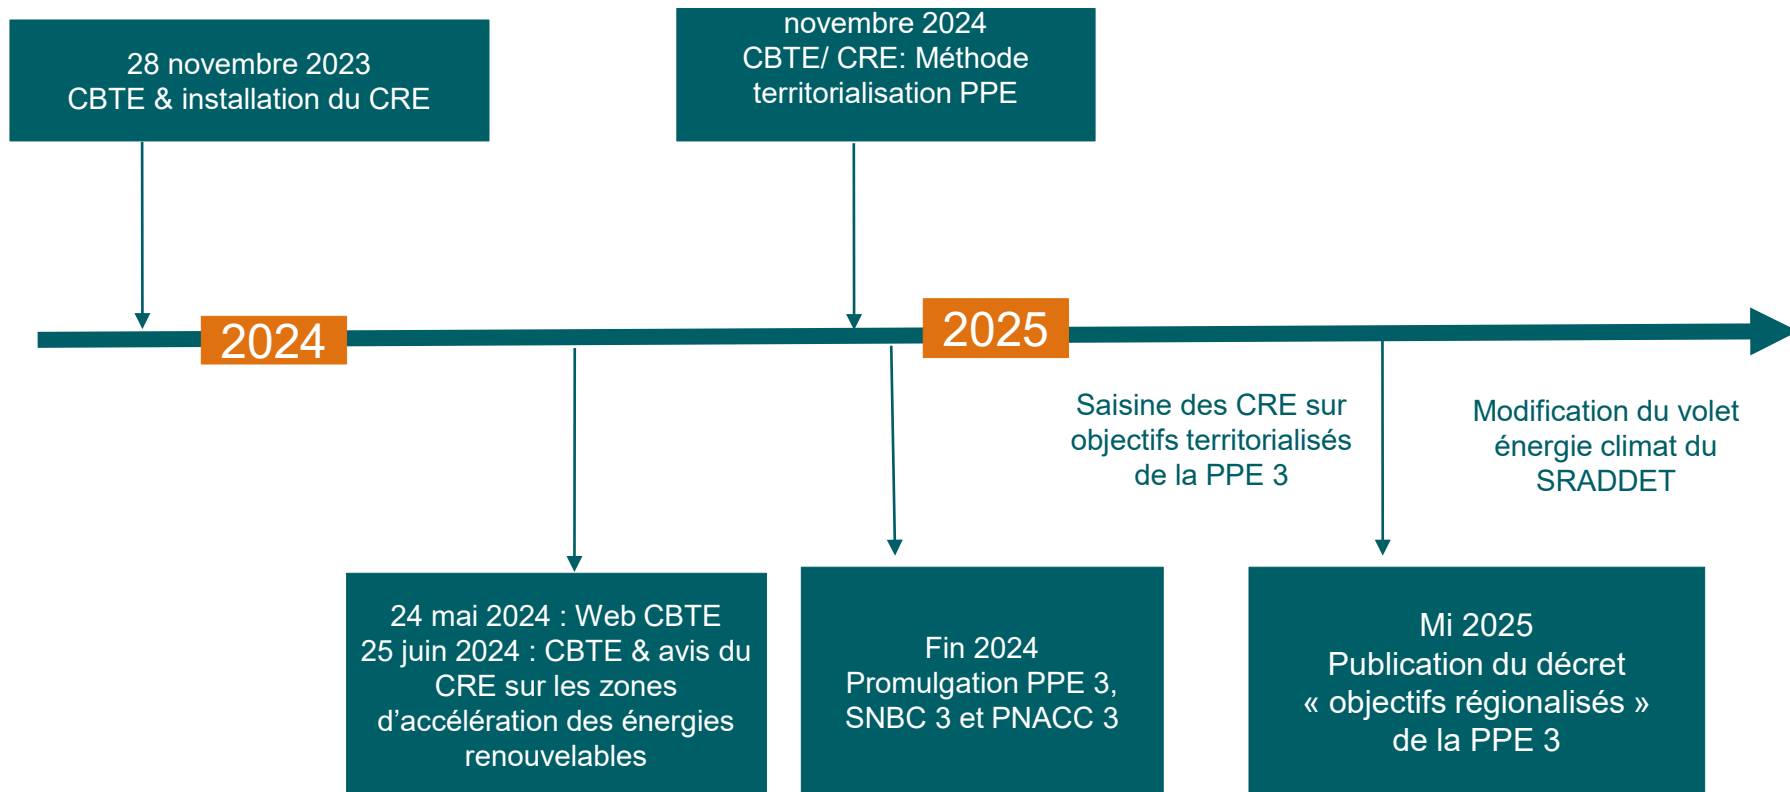 28 novembre 2023
CBTE & installation du CRE
novembre 2024
CBTE/ CRE: Méthode
territorialisation PPE
2024
2025
Saisine des CRE sur
objectifs territorialisés
de la PPE 3
Modification du volet
énergie climat du
SRADDET
24 mai 2024 : Web CBTE
25 juin 2024 : CBTE & avis du
CRE sur les zones
d’accélération des énergies
renouvelables
Fin 2024
Promulgation PPE 3,
SNBC 3 et PNACC 3
Mi 2025
Publication du décret
« objectifs régionalisés »
de la PPE 3